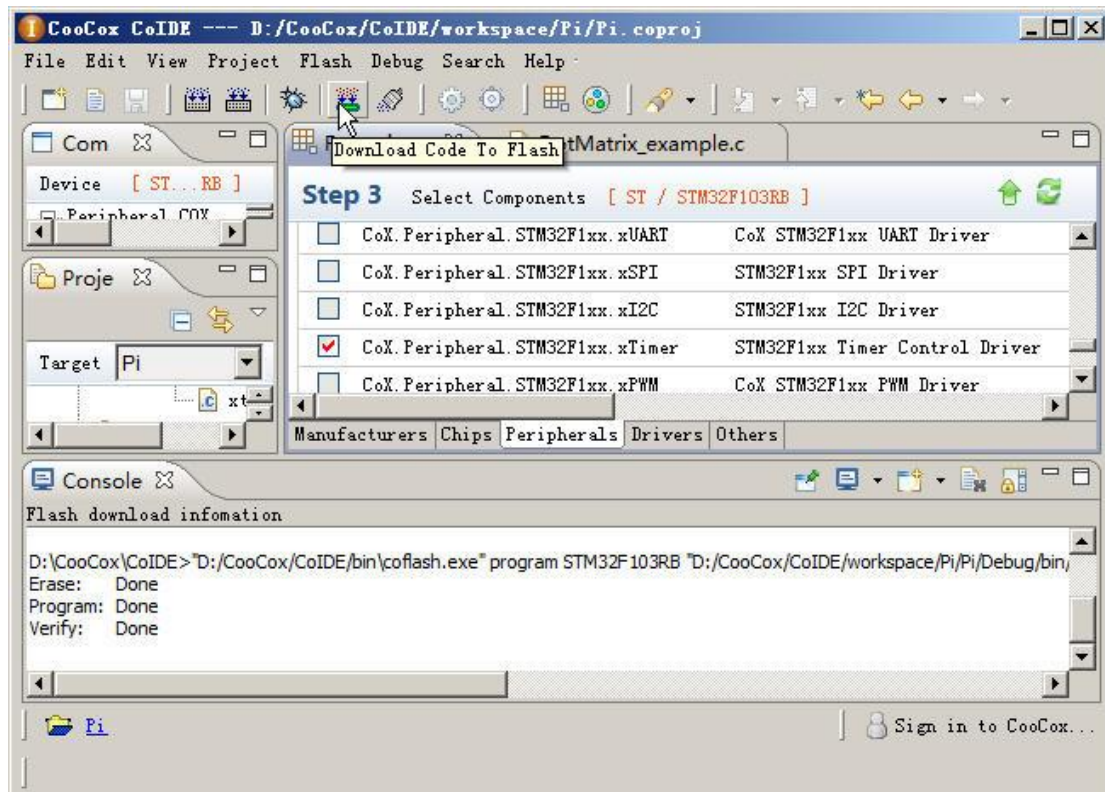 CooCox CoIDE --- D:/CooCox/CoIDE/workspace/Pi/Pi.coproj
File Edit View Project Flash Debug Search Help
Com
Download Code To Flash
tMatrix_example.c
Device [ ST...RB ]
Peripheral COX
Step 3 Select Components [ ST / STM32F103RB ]
CoX.Peripheral.STM32F1xx.xUART CoX STM32F1xx UART Driver
CoX.Peripheral.STM32F1xx.xSPI STM32F1xx SPI Driver
CoX.Peripheral.STM32F1xx.xI2C STM32F1xx I2C Driver
CoX.Peripheral.STM32F1xx.xTimer STM32F1xx Timer Control Driver
CoX.Peripheral.STM32F1xx.xPWM CoX STM32F1xx PWM Driver
Manufacturers Chips Peripherals Drivers Others
Proje
Target Pi
.c xt
Console
Flash download infomation
D:\CooCox\CoIDE>"D:/CooCox/CoIDE/bin\coflash.exe" program STM32F103RB "D:/CooCox/CoIDE/workspace/Pi/Pi/Debug/bin/
Erase: Done
Program: Done
Verify: Done
Pi
Sign in to CooCox...